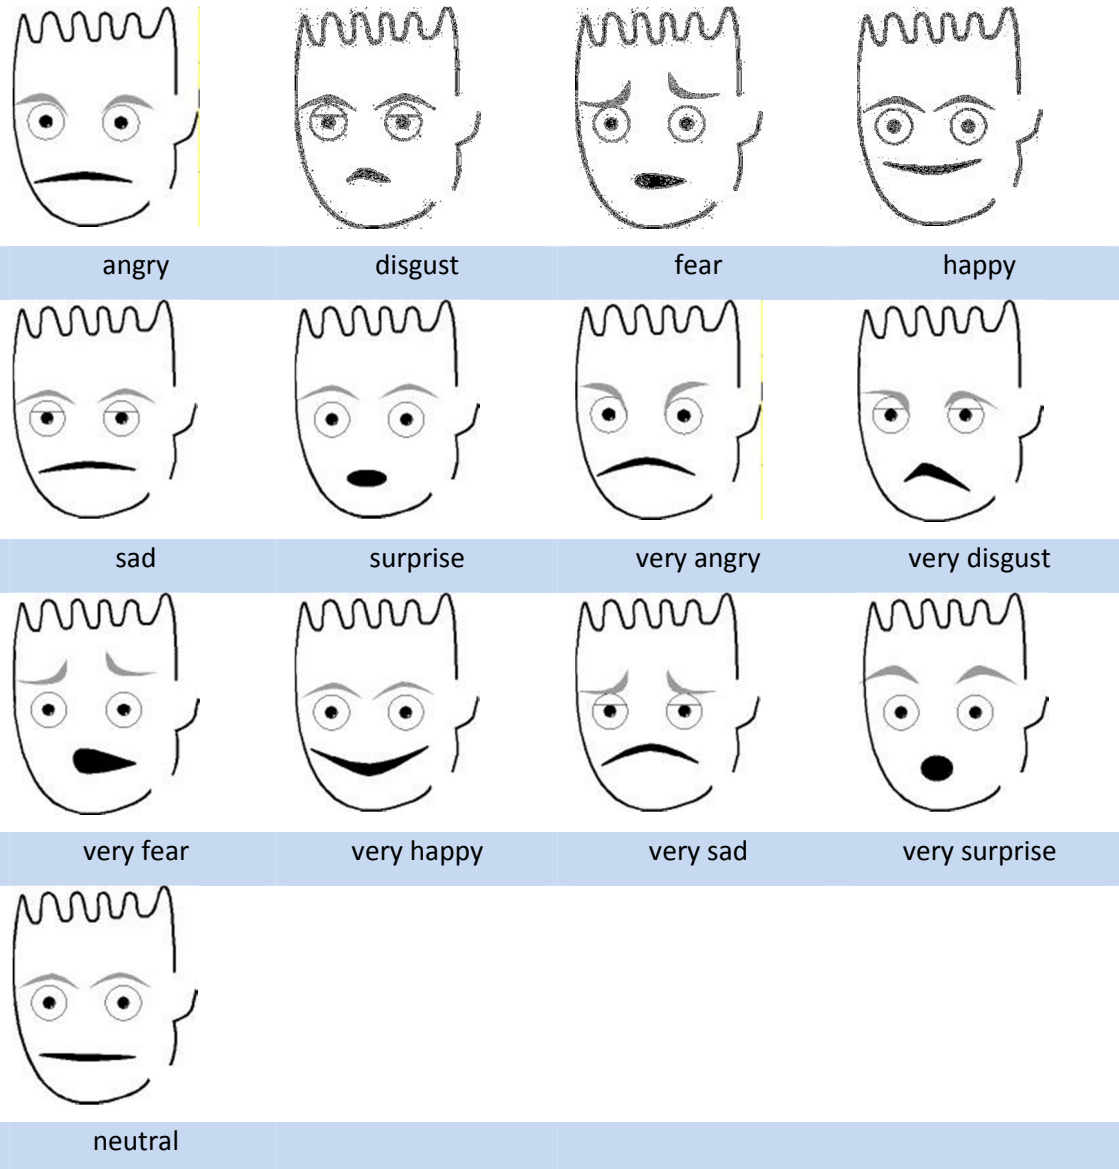 angry disgust fear happy
sad surprise very angry very disgust
very fear very happy very sad very surprise
neutral